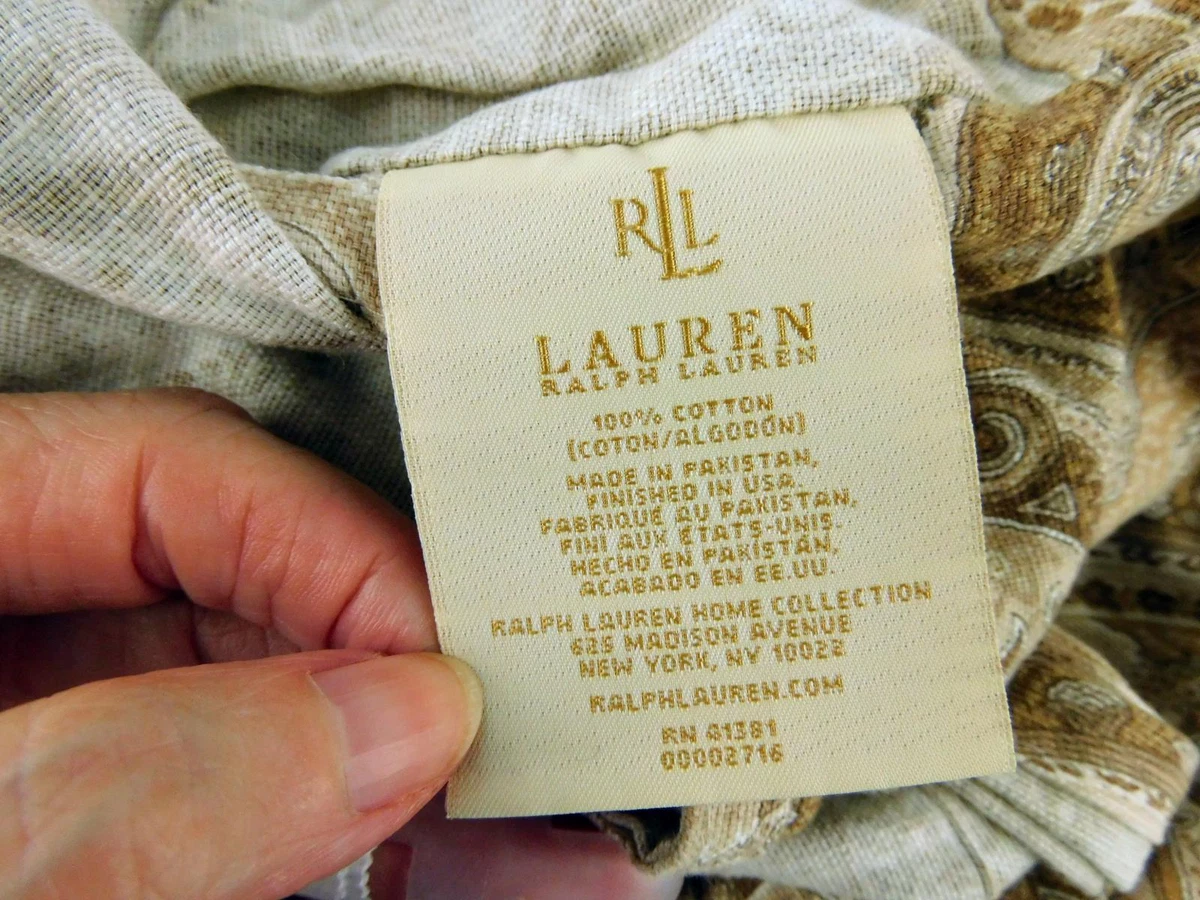 RLL
LAUREN
RALPH LAUREN
100% COTTON
(COTON/ALGODÓN)
MADE IN PAKISTAN,
FINISHED IN USA.
FABRIQUÉ AU PAKISTAN,
FINI AUX ÉTATS-UNIS.
HECHO EN PAKISTÁN,
ACABADO EN EE.UU.
RALPH LAUREN HOME COLLECTION
625 MADISON AVENUE
NEW YORK, NY 10022
RALPHLAUREN.COM
RN 41381
00002716